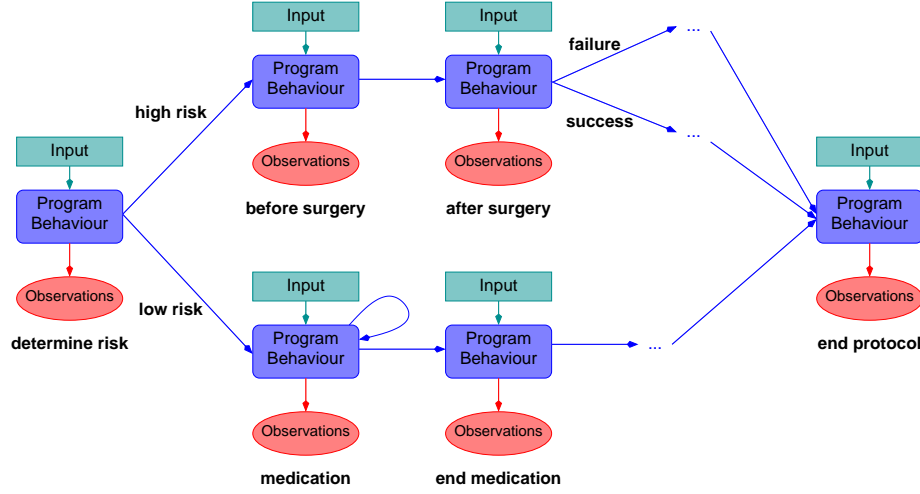 Input
Program
Behaviour
Observations
determine risk
high risk
low risk
Input
Program
Behaviour
Observations
before surgery
Input
Program
Behaviour
Observations
after surgery
failure
success
...
...
Input
Program
Behaviour
Observations
medication
Input
Program
Behaviour
Observations
end medication
...
Input
Program
Behaviour
Observations
end protocol